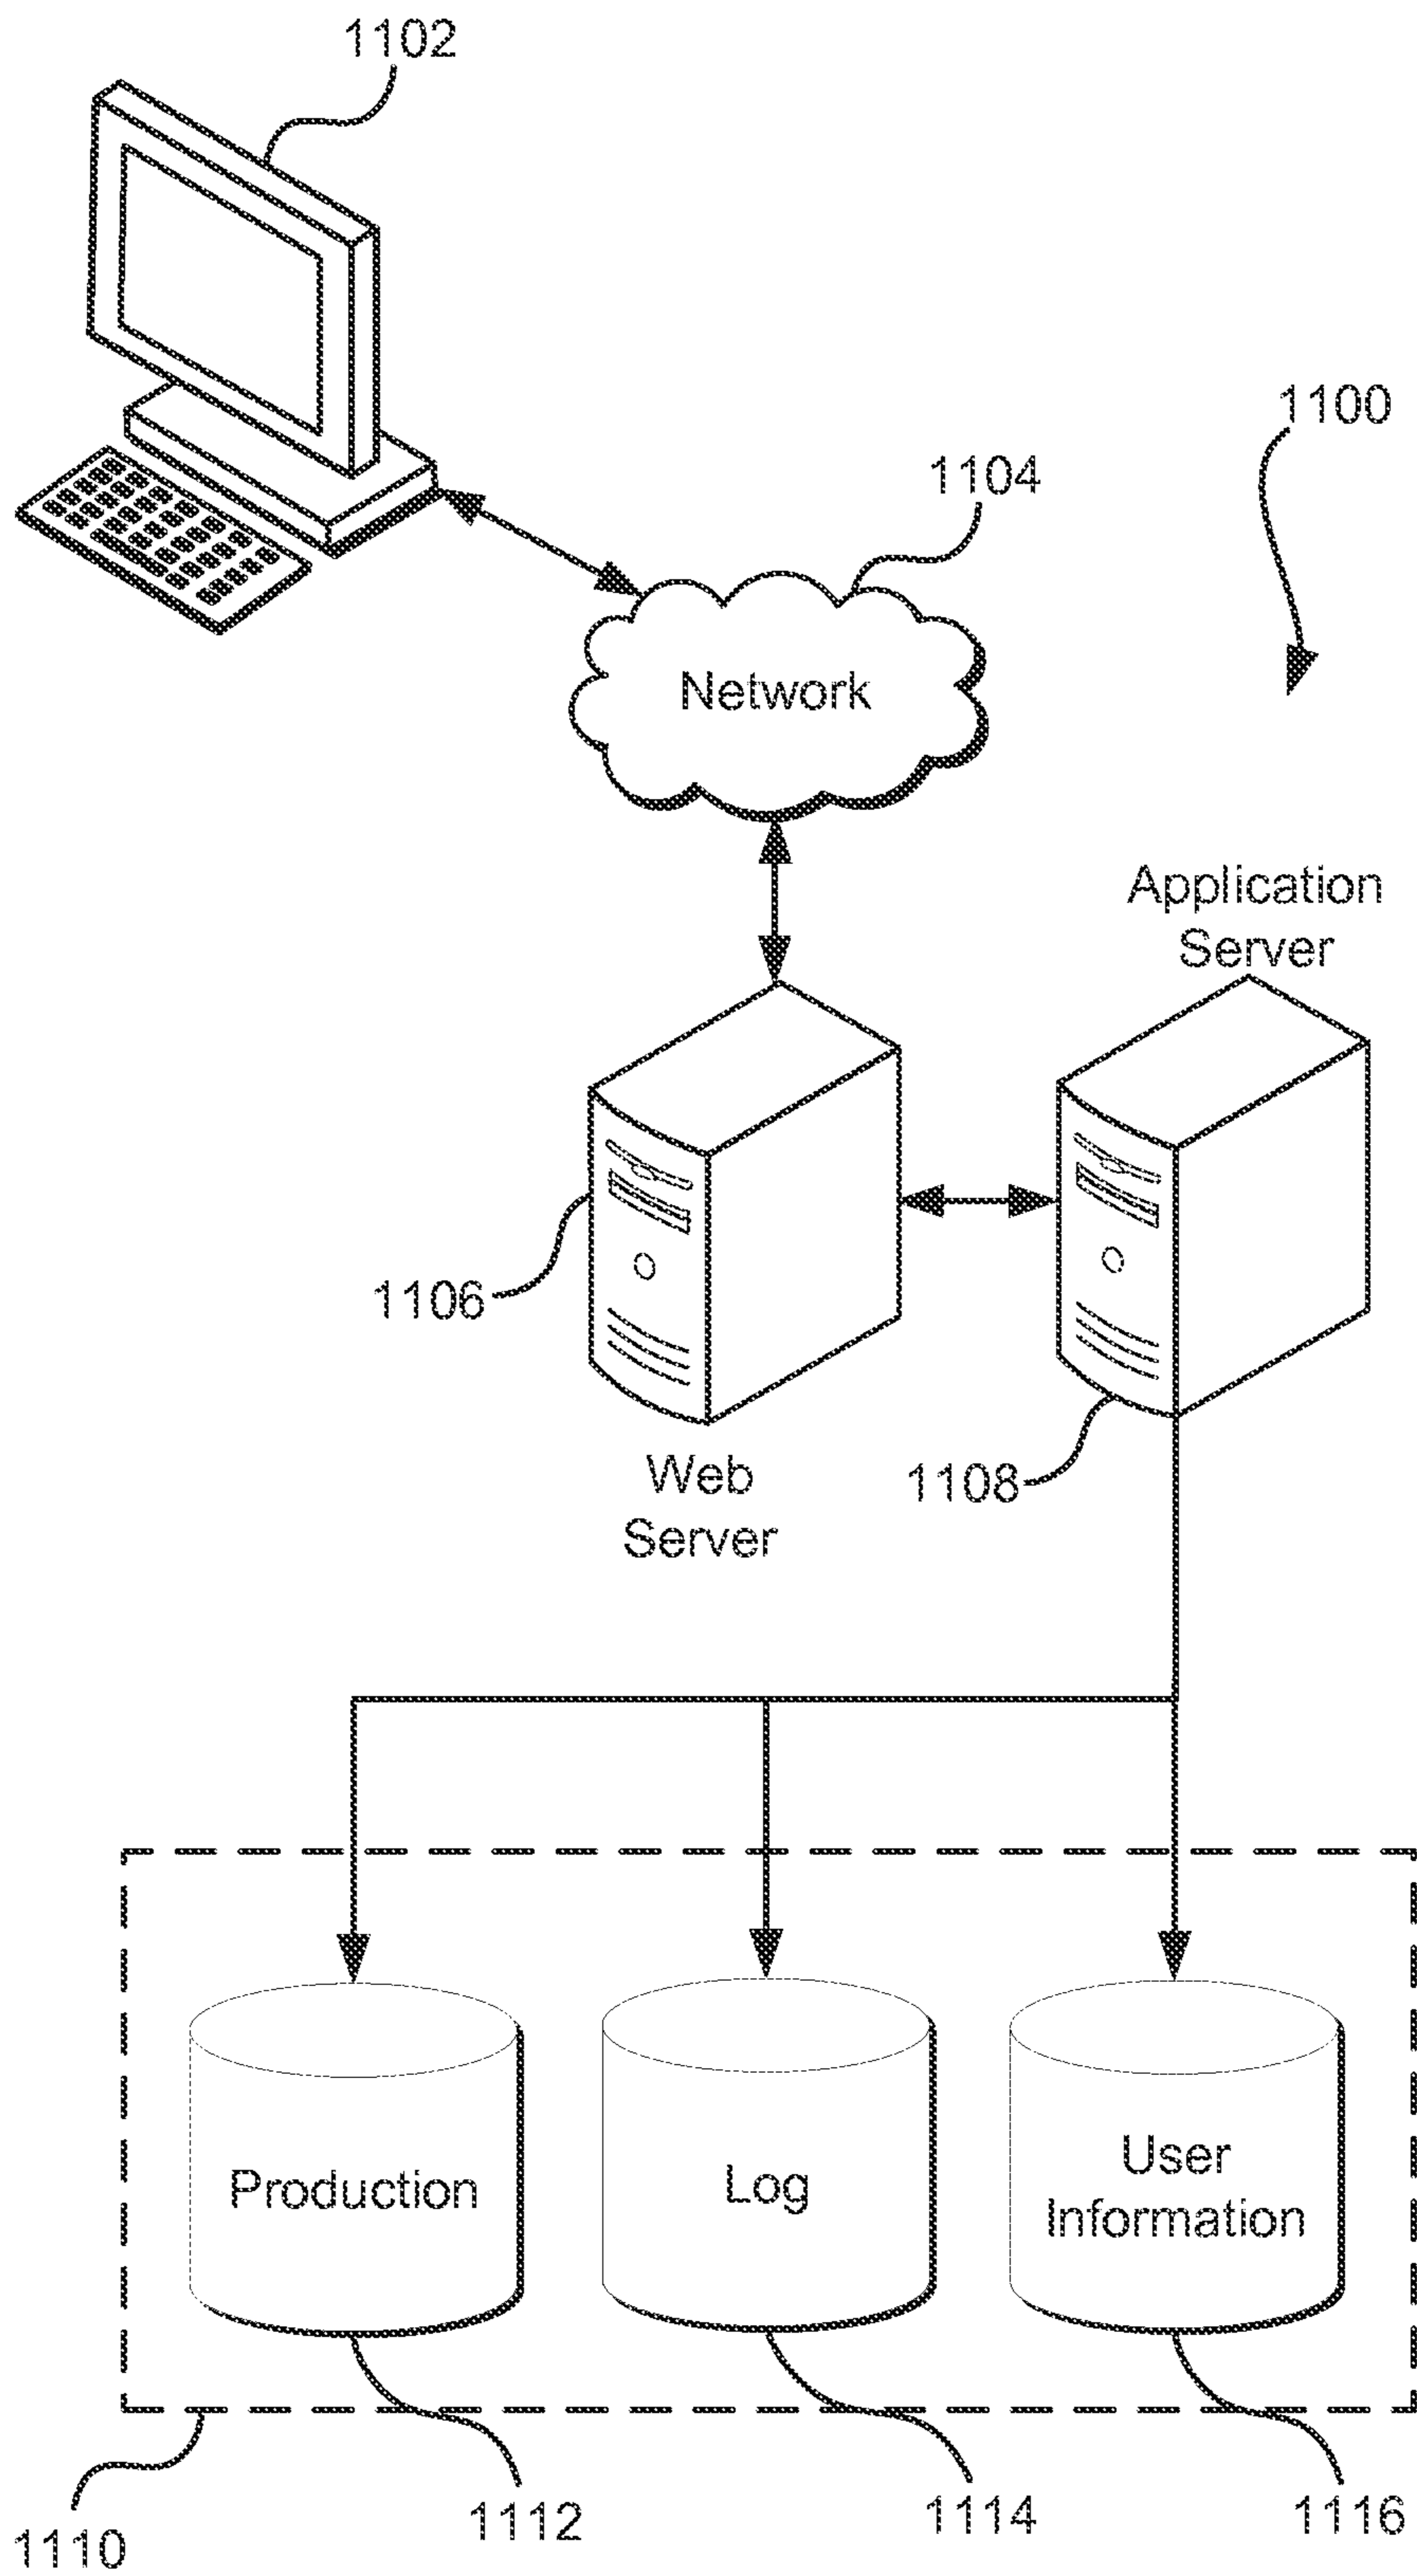 1102
1100
1104
Network
Application
Server
1106
Web
Server
1108
Production
Log
User
Information
1110
1112
1114
1116